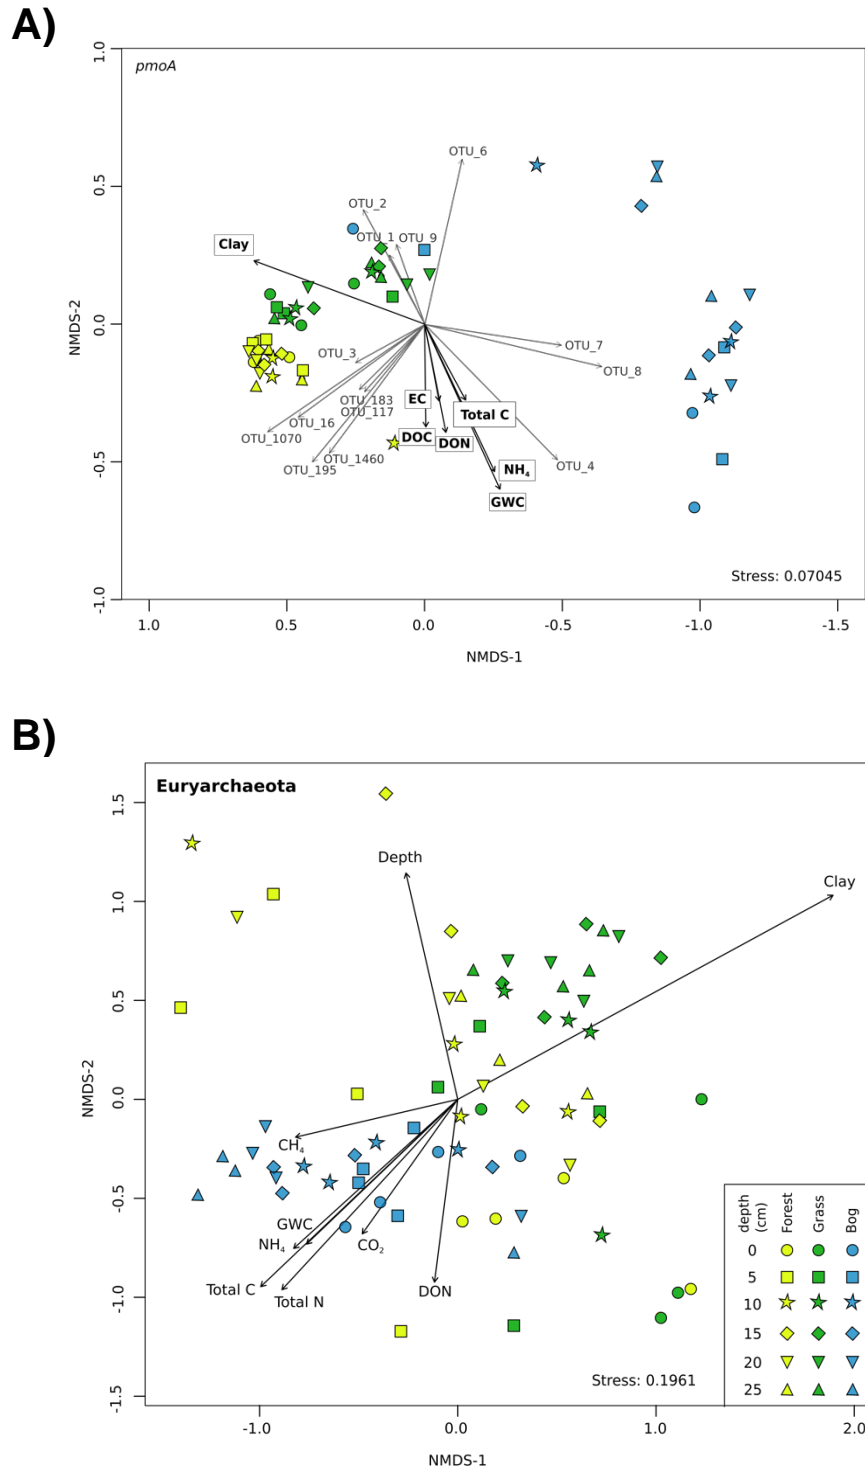 A)
pmoA
1.0
0.5
0.0
-0.5
-1.0
NMDS-2
OTU_6
OTU_2
OTU_1
OTU_9
Clay
OTU_3
OTU_7
OTU_8
OTU_183
OTU_117
OTU_16
OTU_1070
OTU_1460
OTU_195
EC
Total C
DOC
DON
NH4
GWC
OTU_4
Stress: 0.07045
1.0 0.5 0.0 -0.5 -1.0 -1.5
NMDS-1
B)
Euryarchaeota
1.5
1.0
0.5
0.0
-0.5
-1.0
-1.5
NMDS-2
Depth
Clay
CH4
GWC
NH4
CO2
Total C
Total N
DON
Stress: 0.1961
depth (cm) Forest Grass Bog
0
5
10
15
20
25
-1.0 0.0 1.0 2.0
NMDS-1